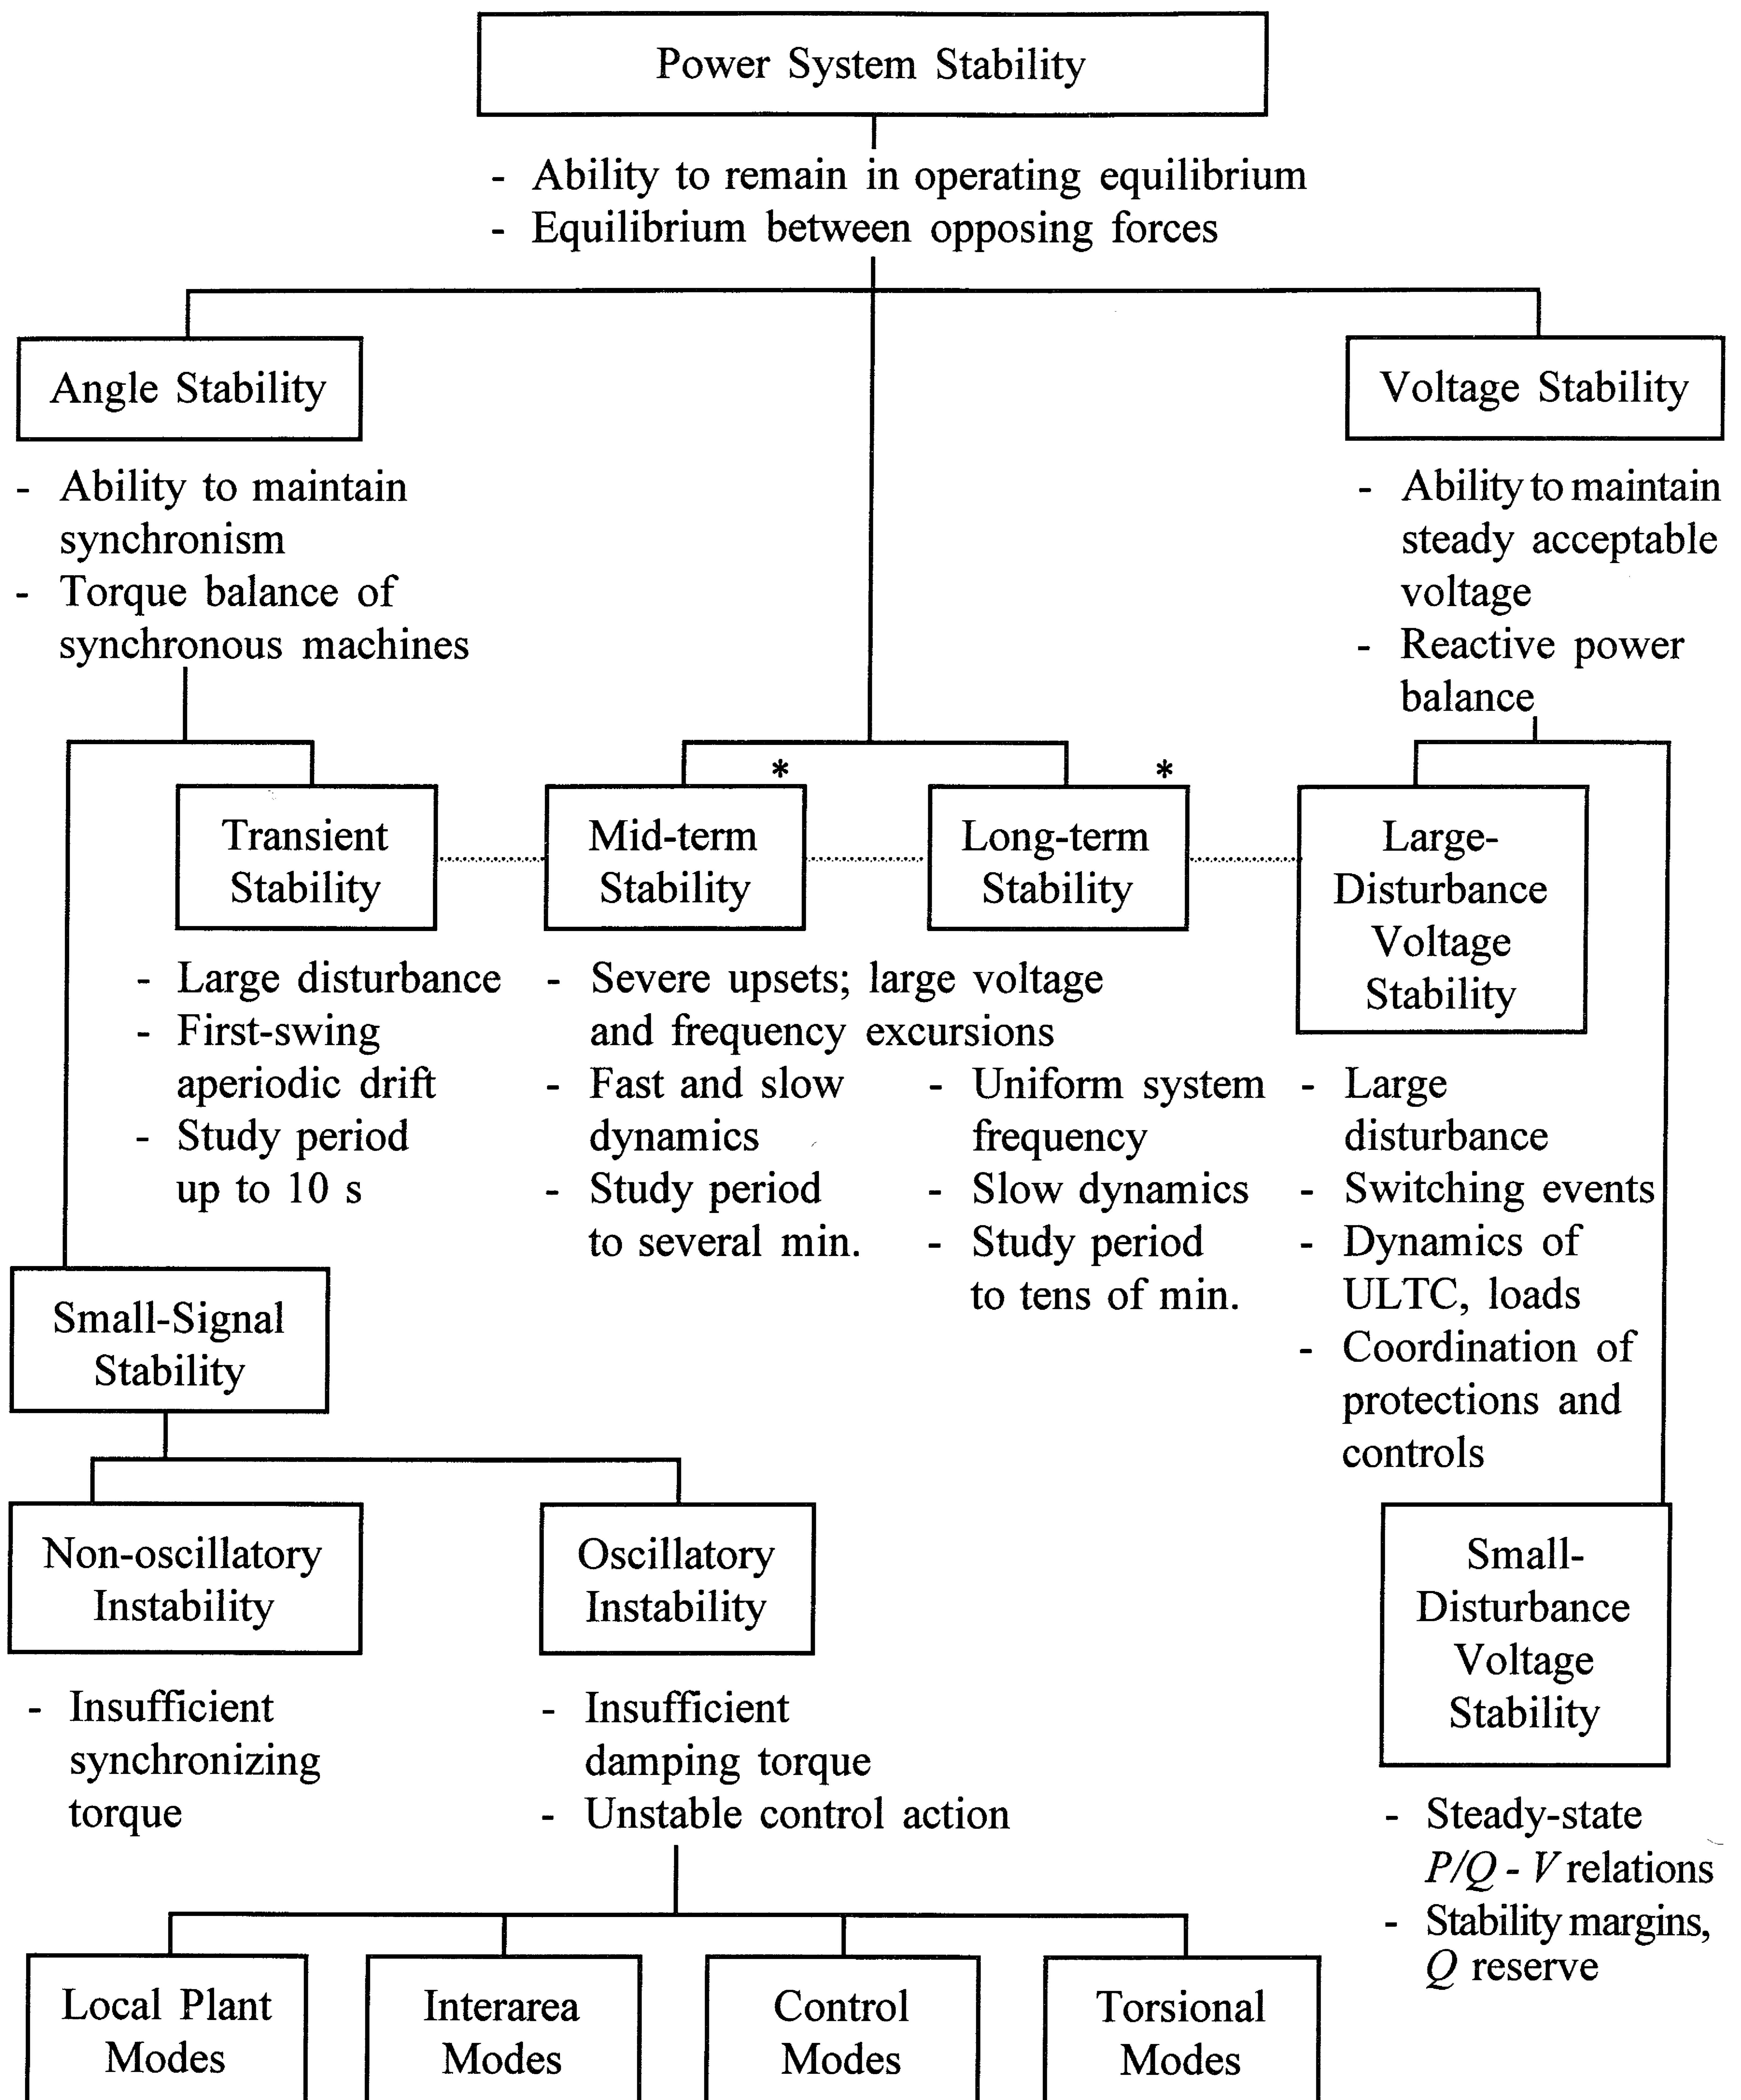 Power System Stability
- Ability to remain in operating equilibrium
- Equilibrium between opposing forces
Angle Stability
- Ability to maintain
synchronism
- Torque balance of
synchronous machines
Voltage Stability
- Ability to maintain
steady acceptable
voltage
- Reactive power
balance
Transient
Stability
- Large disturbance
- First-swing
aperiodic drift
- Study period
up to 10 s
*
Mid-term
Stability
- Severe upsets; large voltage
and frequency excursions
- Fast and slow
dynamics
- Study period
to several min.
*
Long-term
Stability
- Uniform system
frequency
- Slow dynamics
- Study period
to tens of min.
Large-
Disturbance
Voltage
Stability
- Large
disturbance
- Switching events
- Dynamics of
ULTC, loads
- Coordination of
protections and
controls
Small-Signal
Stability
Non-oscillatory
Instability
- Insufficient
synchronizing
torque
Oscillatory
Instability
- Insufficient
damping torque
- Unstable control action
Small-
Disturbance
Voltage
Stability
- Steady-state
P/Q - V relations
- Stability margins,
Q reserve
Local Plant
Modes
Interarea
Modes
Control
Modes
Torsional
Modes